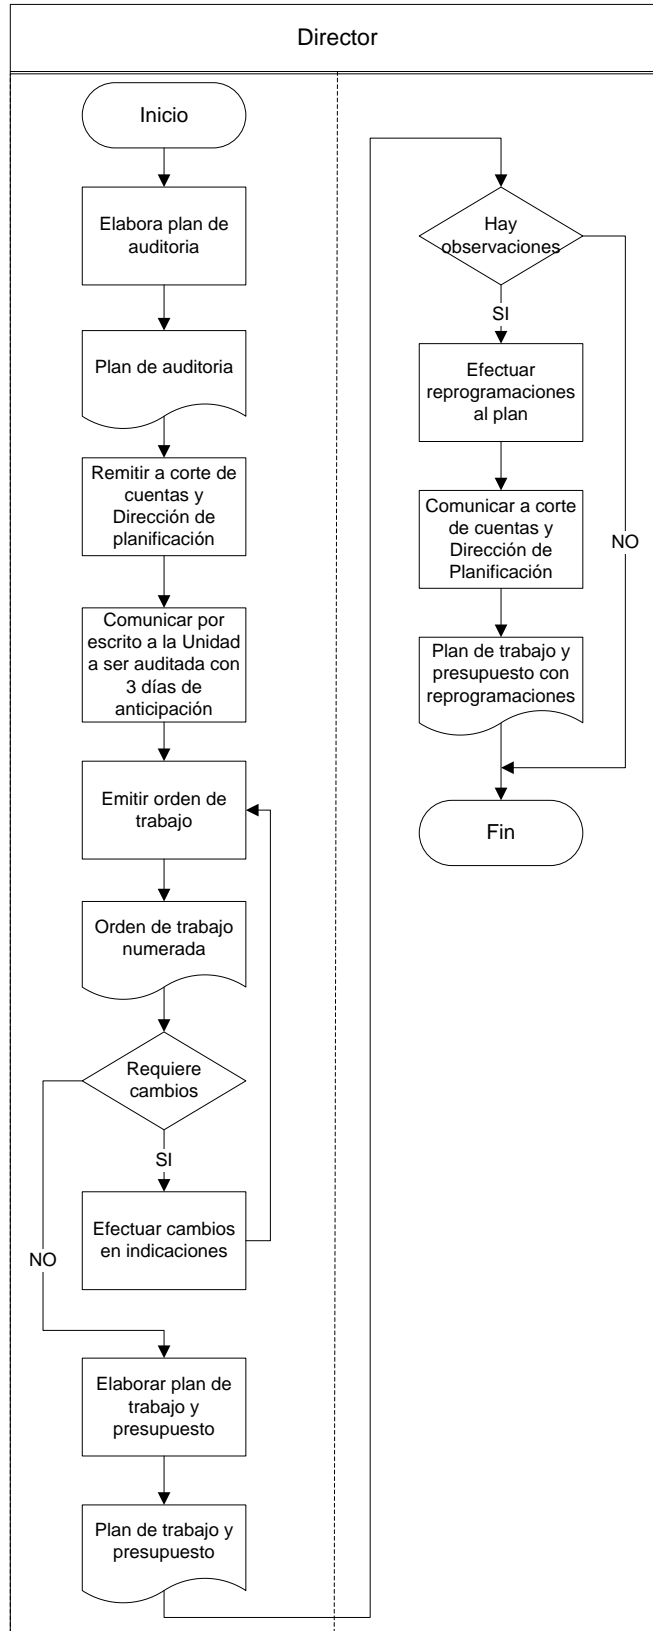 Director
Inicio
Elabora plan de
auditoria
Plan de auditoria
Remitir a corte de
cuentas y
Dirección de
planificación
Comunicar por
escrito a la Unidad
a ser auditada con
3 días de
anticipación
Emitir orden de
trabajo
Orden de trabajo
numerada
Requiere
cambios
SI
Efectuar cambios
en indicaciones
NO
Elaborar plan de
trabajo y
presupuesto
Plan de trabajo y
presupuesto
Hay
observaciones
SI
Efectuar
reprogramaciones
al plan
Comunicar a corte
de cuentas y
Dirección de
Planificación
NO
Plan de trabajo y
presupuesto con
reprogramaciones
Fin